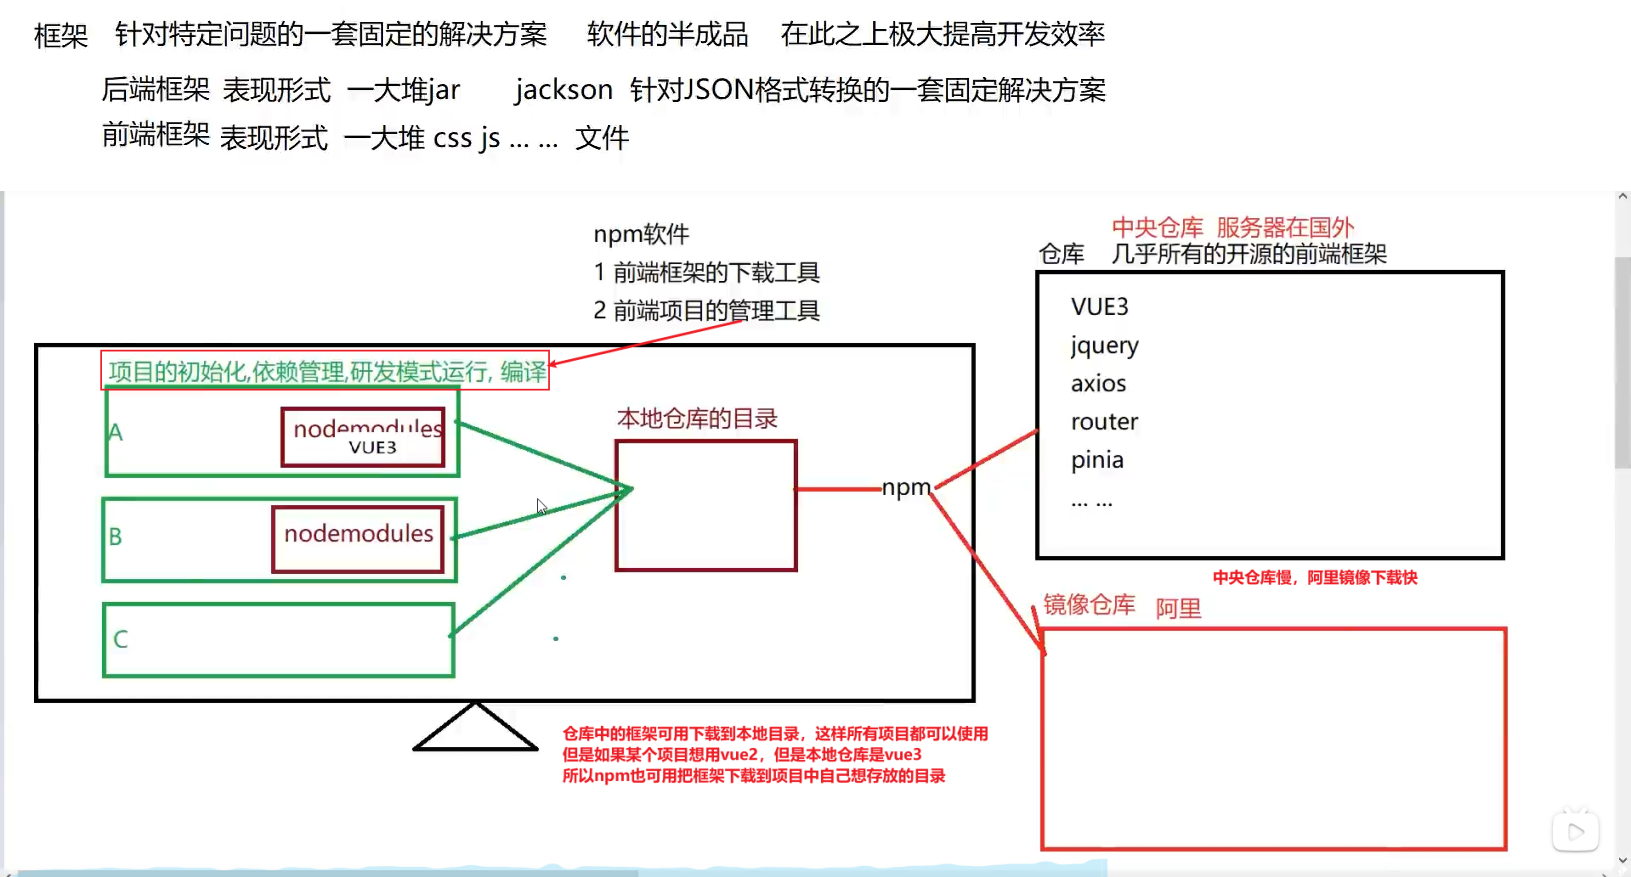 框架 针对特定问题的一套固定的解决方案 软件的半成品 在此之上极大提高开发效率
后端框架 表现形式 一大堆jar jackson 针对JSON格式转换的一套固定解决方案
前端框架 表现形式 一大堆 css js ... ... 文件
npm软件
1 前端框架的下载工具
2 前端项目的管理工具
中央仓库 服务器在国外
仓库 几乎所有的开源的前端框架
VUE3
jquery
axios
router
pinia
... ...
项目的初始化,依赖管理,研发模式运行, 编译
A
nodemodules
VUE3
B
nodemodules
C
本地仓库的目录
npm
中央仓库慢，阿里镜像下载快
镜像仓库 阿里
仓库中的框架可用下载到本地目录，这样所有项目都可以使用
但是如果某个项目想用vue2，但是本地仓库是vue3
所以npm也可用把框架下载到项目中自己想存放的目录